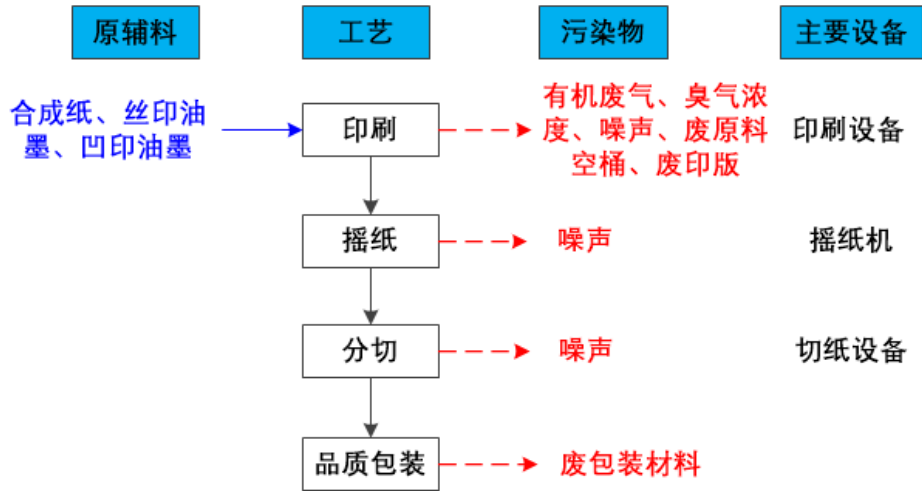 原辅料 工艺 污染物 主要设备
合成纸、丝印油
墨、凹印油墨
印刷
有机废气、臭气浓
度、噪声、废原料
空桶、废印版
印刷设备
摇纸 噪声 摇纸机
分切 噪声 切纸设备
品质包装 废包装材料